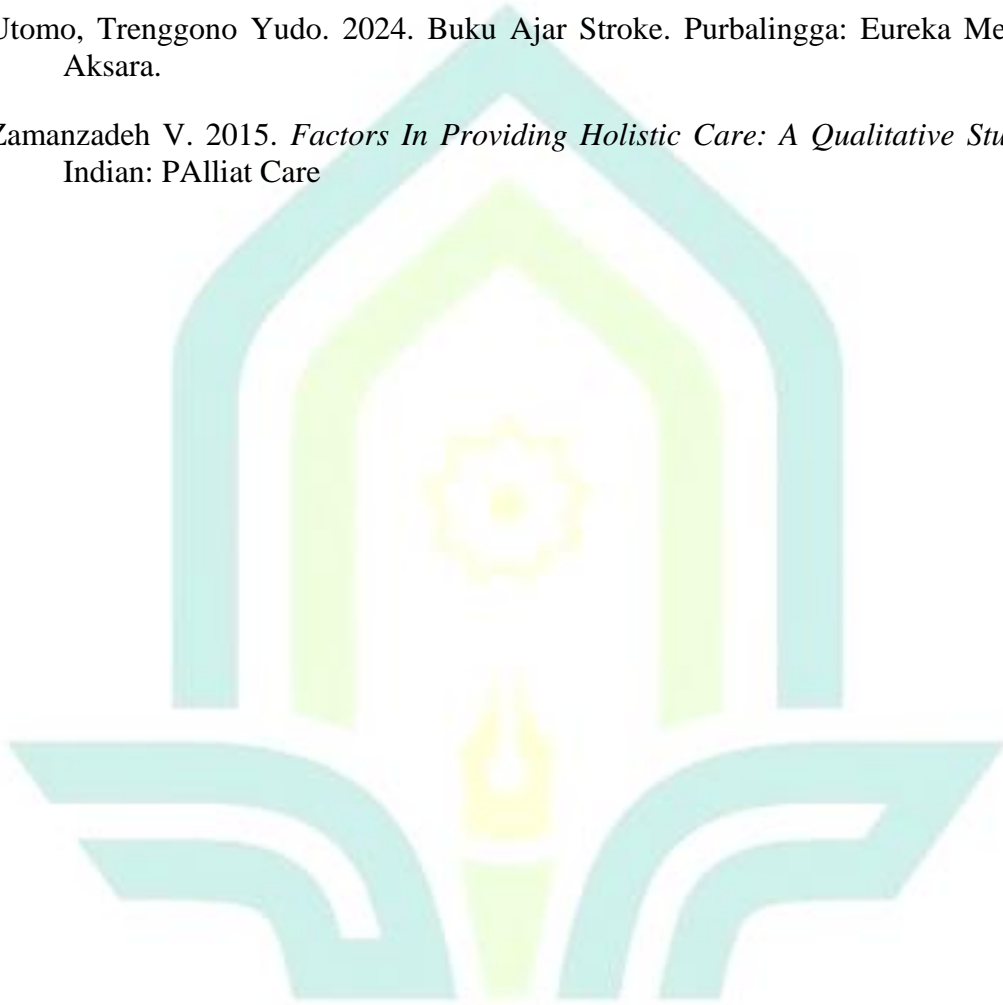 Utomo, Trenggono Yudo. 2024. Buku Ajar Stroke. Purbalingga: Eureka Me
Aksara.
Zamanzadeh V. 2015. Factors In Providing Holistic Care: A Qualitative Stu
Indian: PAlliat Care